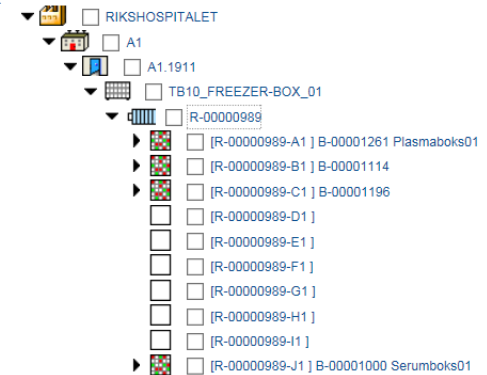 RIKSHOSPITALET
A1
A1.1911
TB10_FREEZER-BOX_01
R-00000989
[R-00000989-A1 ] B-00001261 Plasmaboks01
[R-00000989-B1 ] B-00001114
[R-00000989-C1 ] B-00001196
[R-00000989-D1 ]
[R-00000989-E1 ]
[R-00000989-F1 ]
[R-00000989-G1 ]
[R-00000989-H1 ]
[R-00000989-I1 ]
[R-00000989-J1 ] B-00001000 Serumboks01